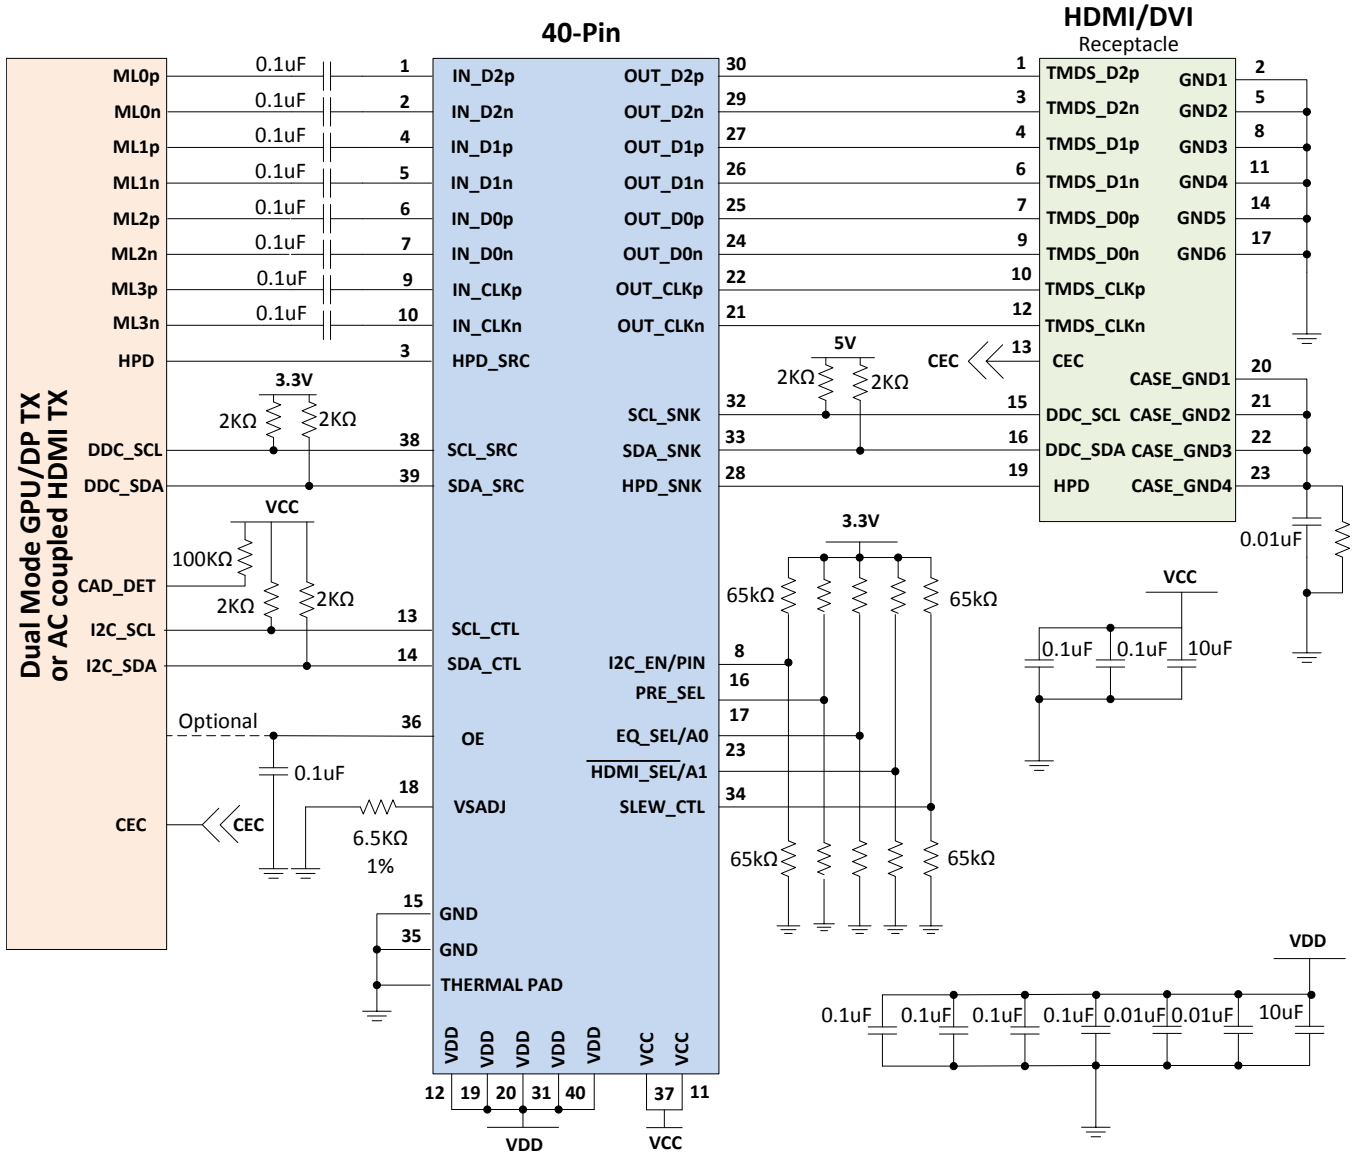 40-Pin
HDMI/DVI
Receptacle
Dual Mode GPU/DP TX
or AC coupled HDMI TX
ML0p
0.1uF
1
IN_D2p
OUT_D2p
30
1
TMDS_D2p
GND1
2
ML0n
0.1uF
2
IN_D2n
OUT_D2n
29
3
TMDS_D2n
GND2
5
ML1p
0.1uF
4
IN_D1p
OUT_D1p
27
4
TMDS_D1p
GND3
8
ML1n
0.1uF
5
IN_D1n
OUT_D1n
26
6
TMDS_D1n
GND4
11
ML2p
0.1uF
6
IN_D0p
OUT_D0p
25
7
TMDS_D0p
GND5
14
ML2n
0.1uF
7
IN_D0n
OUT_D0n
24
9
TMDS_D0n
GND6
17
ML3p
0.1uF
9
IN_CLKp
OUT_CLKp
22
10
TMDS_CLKp
ML3n
0.1uF
10
IN_CLKn
OUT_CLKn
21
12
TMDS_CLKn
HPD
3
HPD_SRC
5V
CEC
13
CEC
3.3V
2KΩ
2KΩ
CASE_GND1
20
2KΩ
2KΩ
SCL_SNK
32
15
DDC_SCL
CASE_GND2
21
DDC_SCL
38
SCL_SRC
SDA_SNK
33
16
DDC_SDA
CASE_GND3
22
DDC_SDA
39
SDA_SRC
HPD_SNK
28
19
HPD
CASE_GND4
23
VCC
3.3V
0.01uF
100KΩ
CAD_DET
2KΩ
2KΩ
65kΩ
65kΩ
VCC
I2C_SCL
13
SCL_CTL
I2C_SDA
14
SDA_CTL
I2C_EN/PIN
8
0.1uF
0.1uF
10uF
PRE_SEL
16
Optional
36
OE
EQ_SEL/A0
17
0.1uF
HDMI_SEL/A1
23
18
VSADJ
SLEW_CTL
34
CEC
CEC
6.5KΩ
1%
65kΩ
65kΩ
15
GND
35
GND
THERMAL PAD
VDD
0.1uF
0.1uF
0.1uF
0.1uF
0.01uF
0.01uF
10uF
VDD
VDD
VDD
VDD
VDD
VCC
VCC
12
19
20
31
40
37
11
VDD
VCC